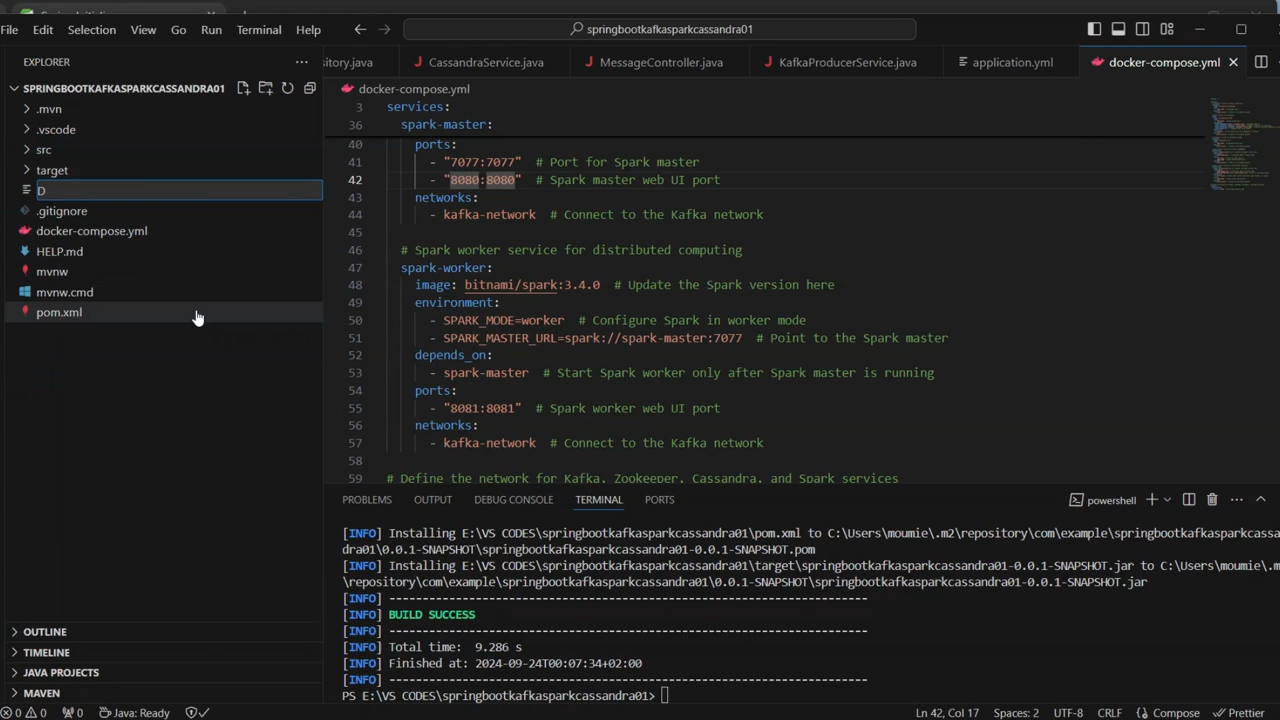 File Edit Selection View Go Run Terminal Help
springbootkafkasparkcassandra01
EXPLORER
SPRINGBOOTKAFKASPARKCASSANDRA01
.mvn
.vscode
src
target
D
.gitignore
docker-compose.yml
HELP.md
mvnw
mvnw.cmd
pom.xml
OUTLINE
TIMELINE
JAVA PROJECTS
MAVEN
sitory.java CassandraService.java MessageController.java KafkaProducerService.java application.yml docker-compose.yml
docker-compose.yml
3 services:
36 spark-master:
40 ports:
41 - "7077:7077" # Port for Spark master
42 - "8080:8080" # Spark master web UI port
43 networks:
44 - kafka-network # Connect to the Kafka network
45
46 # Spark worker service for distributed computing
47 spark-worker:
48 image: bitnami/spark:3.4.0 # Update the Spark version here
49 environment:
50 - SPARK_MODE=worker # Configure Spark in worker mode
51 - SPARK_MASTER_URL=spark://spark-master:7077 # Point to the Spark master
52 depends_on:
53 - spark-master # Start Spark worker only after Spark master is running
54 ports:
55 - "8081:8081" # Spark worker web UI port
56 networks:
57 - kafka-network # Connect to the Kafka network
58
59 # Define the network for Kafka, Zookeeper, Cassandra, and Spark services
PROBLEMS OUTPUT DEBUG CONSOLE TERMINAL PORTS powershell
[INFO] Installing E:\VS CODES\springbootkafkasparkcassandra01\pom.xml to C:\Users\moumie\.m2\repository\com\example\springbootkafkasparkcassa
dra01\0.0.1-SNAPSHOT\springbootkafkasparkcassandra01-0.0.1-SNAPSHOT.pom
[INFO] Installing E:\VS CODES\springbootkafkasparkcassandra01\target\springbootkafkasparkcassandra01-0.0.1-SNAPSHOT.jar to C:\Users\moumie\.m
\repository\com\example\springbootkafkasparkcassandra01\0.0.1-SNAPSHOT\springbootkafkasparkcassandra01-0.0.1-SNAPSHOT.jar
[INFO] ------------------------------------------------------------------------
[INFO] BUILD SUCCESS
[INFO] ------------------------------------------------------------------------
[INFO] Total time:  9.286 s
[INFO] Finished at: 2024-09-24T00:07:34+02:00
[INFO] ------------------------------------------------------------------------
PS E:\VS CODES\springbootkafkasparkcassandra01>
0 0 0 Java: Ready Ln 42, Col 17 Spaces: 2 UTF-8 CRLF Compose Prettier